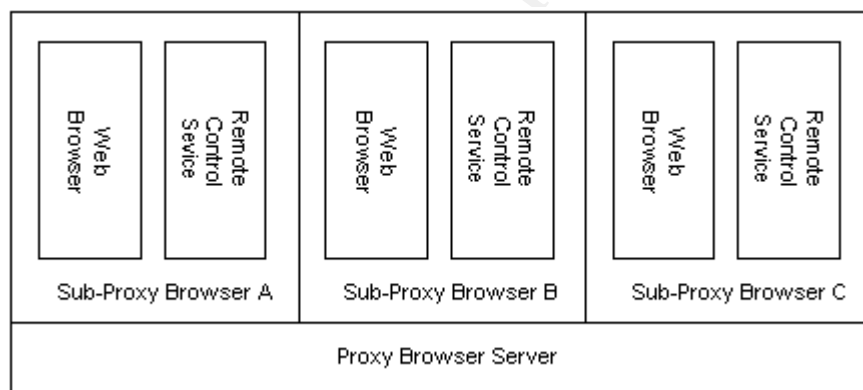 Web
Browser
Remote
Control
Sevice
Sub-Proxy Browser A
Web
Browser
Remote
Control
Service
Sub-Proxy Browser B
Web
Browser
Remote
Control
Service
Sub-Proxy Browser C
Proxy Browser Server